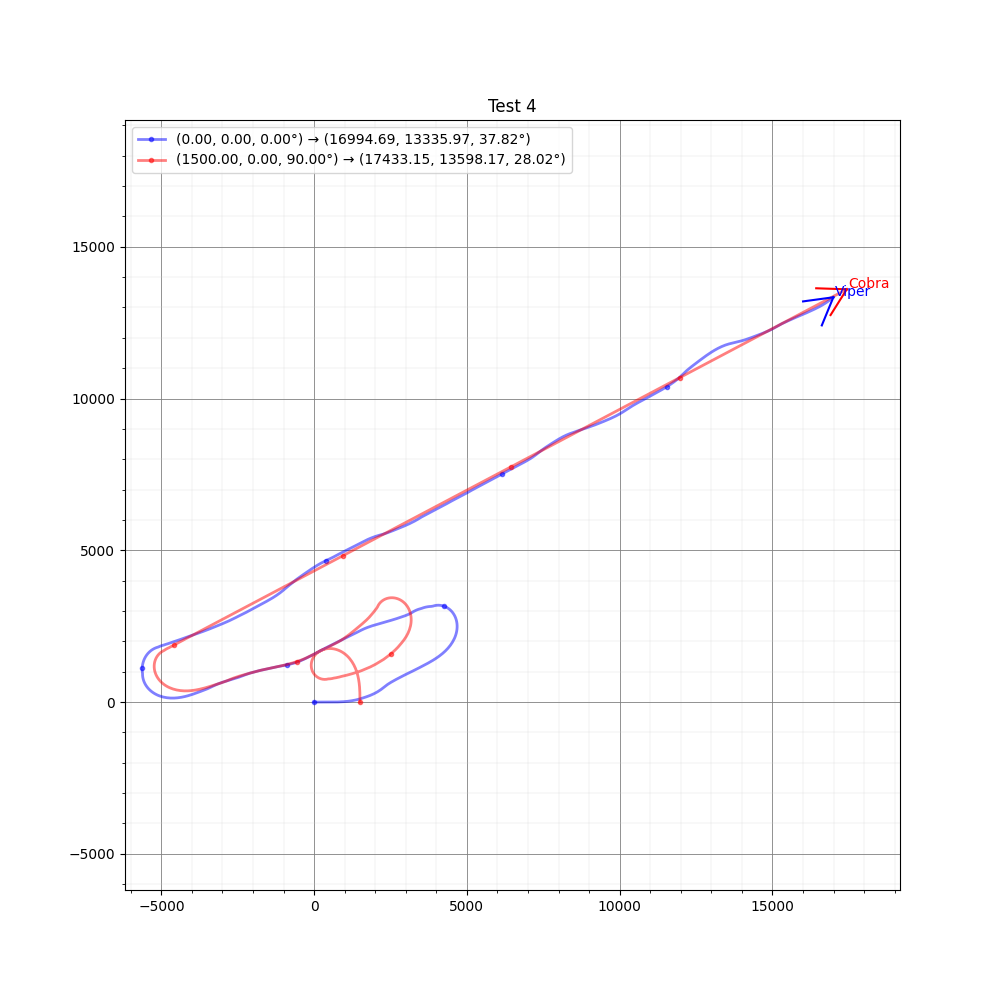 Test 4
(0.00, 0.00, 0.00°) → (16994.69, 13335.97, 37.82°)
(1500.00, 0.00, 90.00°) → (17433.15, 13598.17, 28.02°)
15000
Cobra
Viper
10000
5000
0
−5000
−5000 0 5000 10000 15000